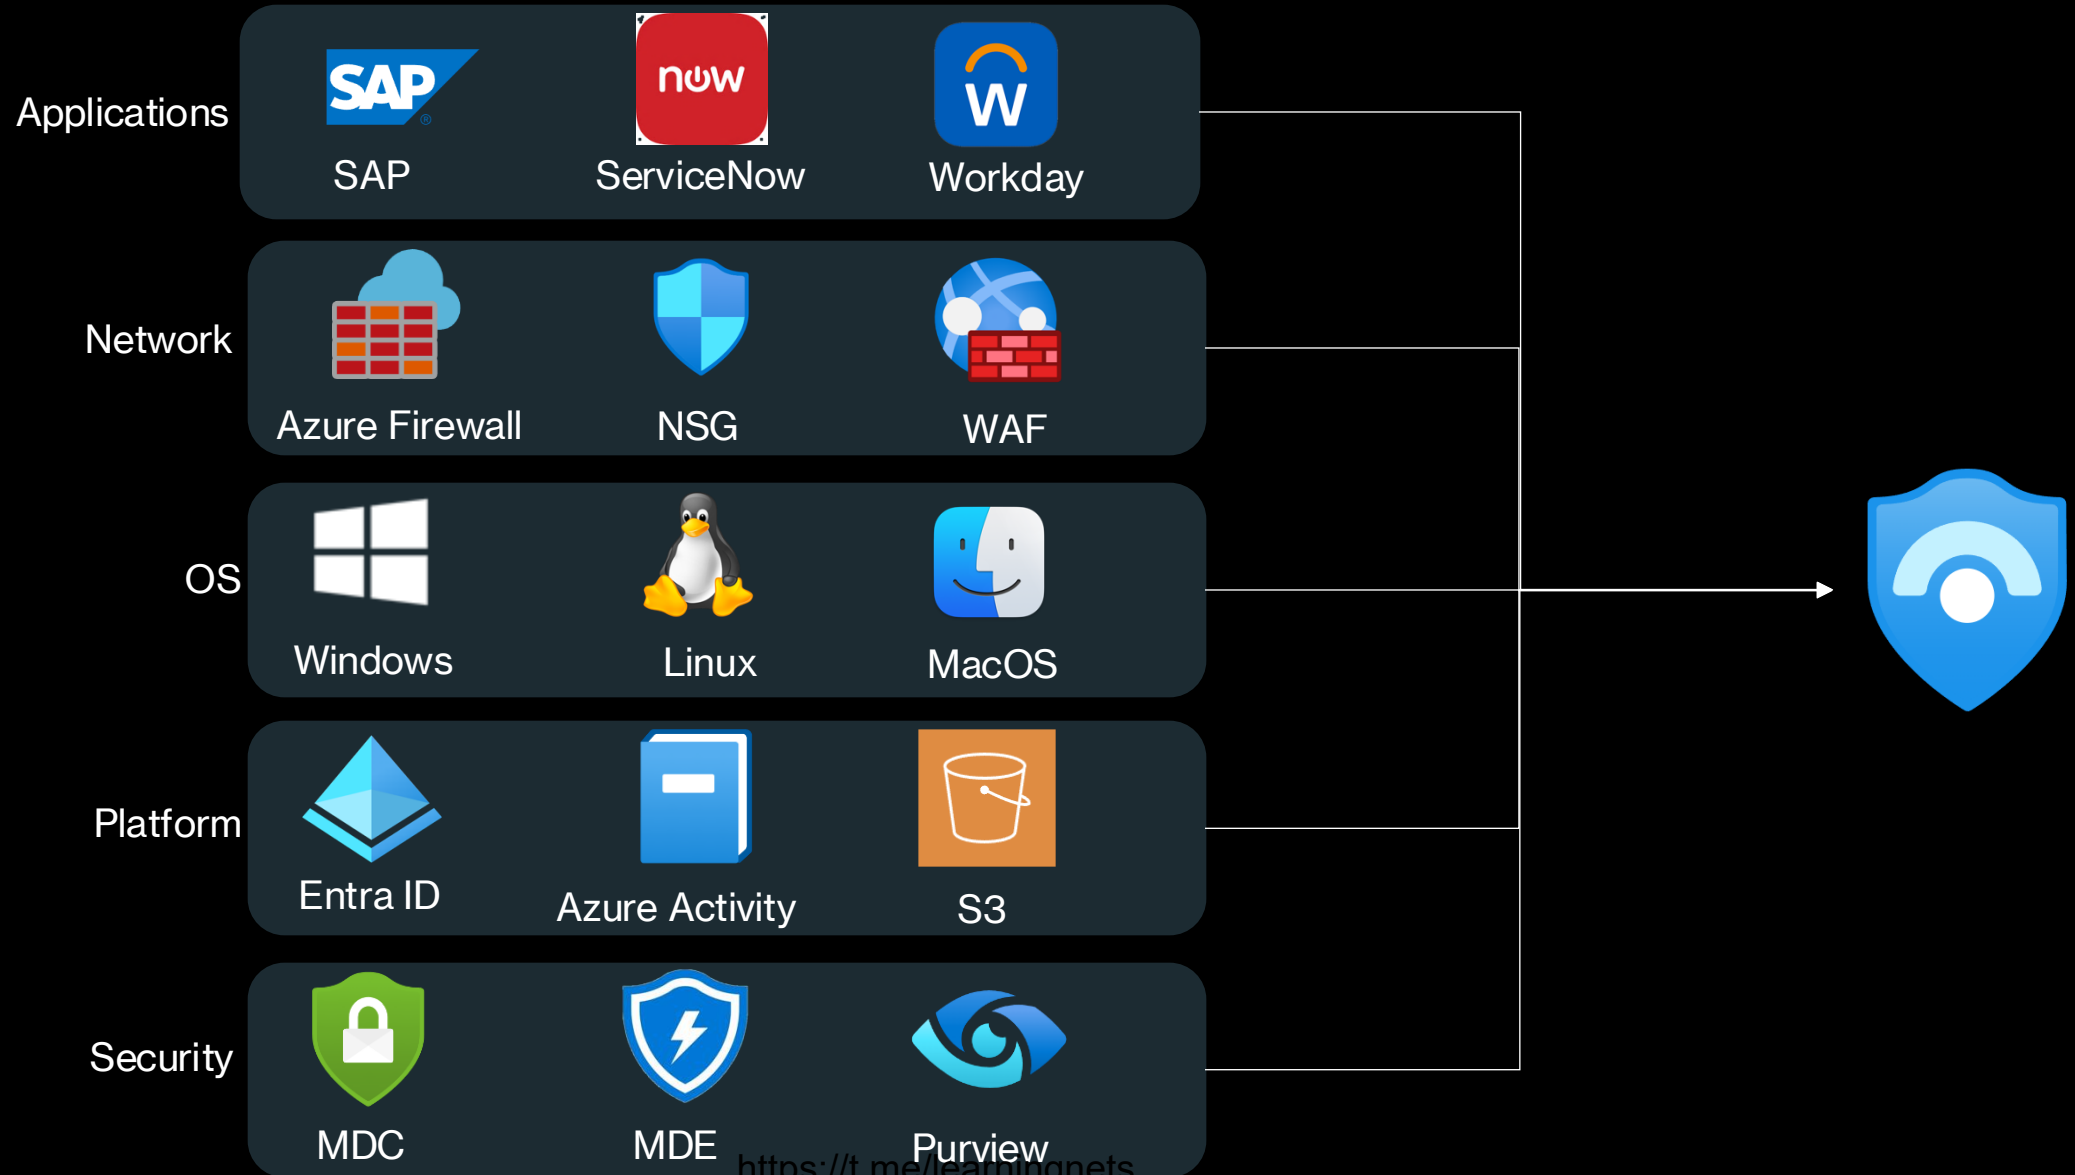 Applications
SAP ®
now
W
SAP
ServiceNow
Workday
Network
Azure Firewall
NSG
WAF
OS
Windows
Linux
MacOS
Platform
Entra ID
Azure Activity
S3
Security
MDC
MDE
Purview
https://t.me/learningnets